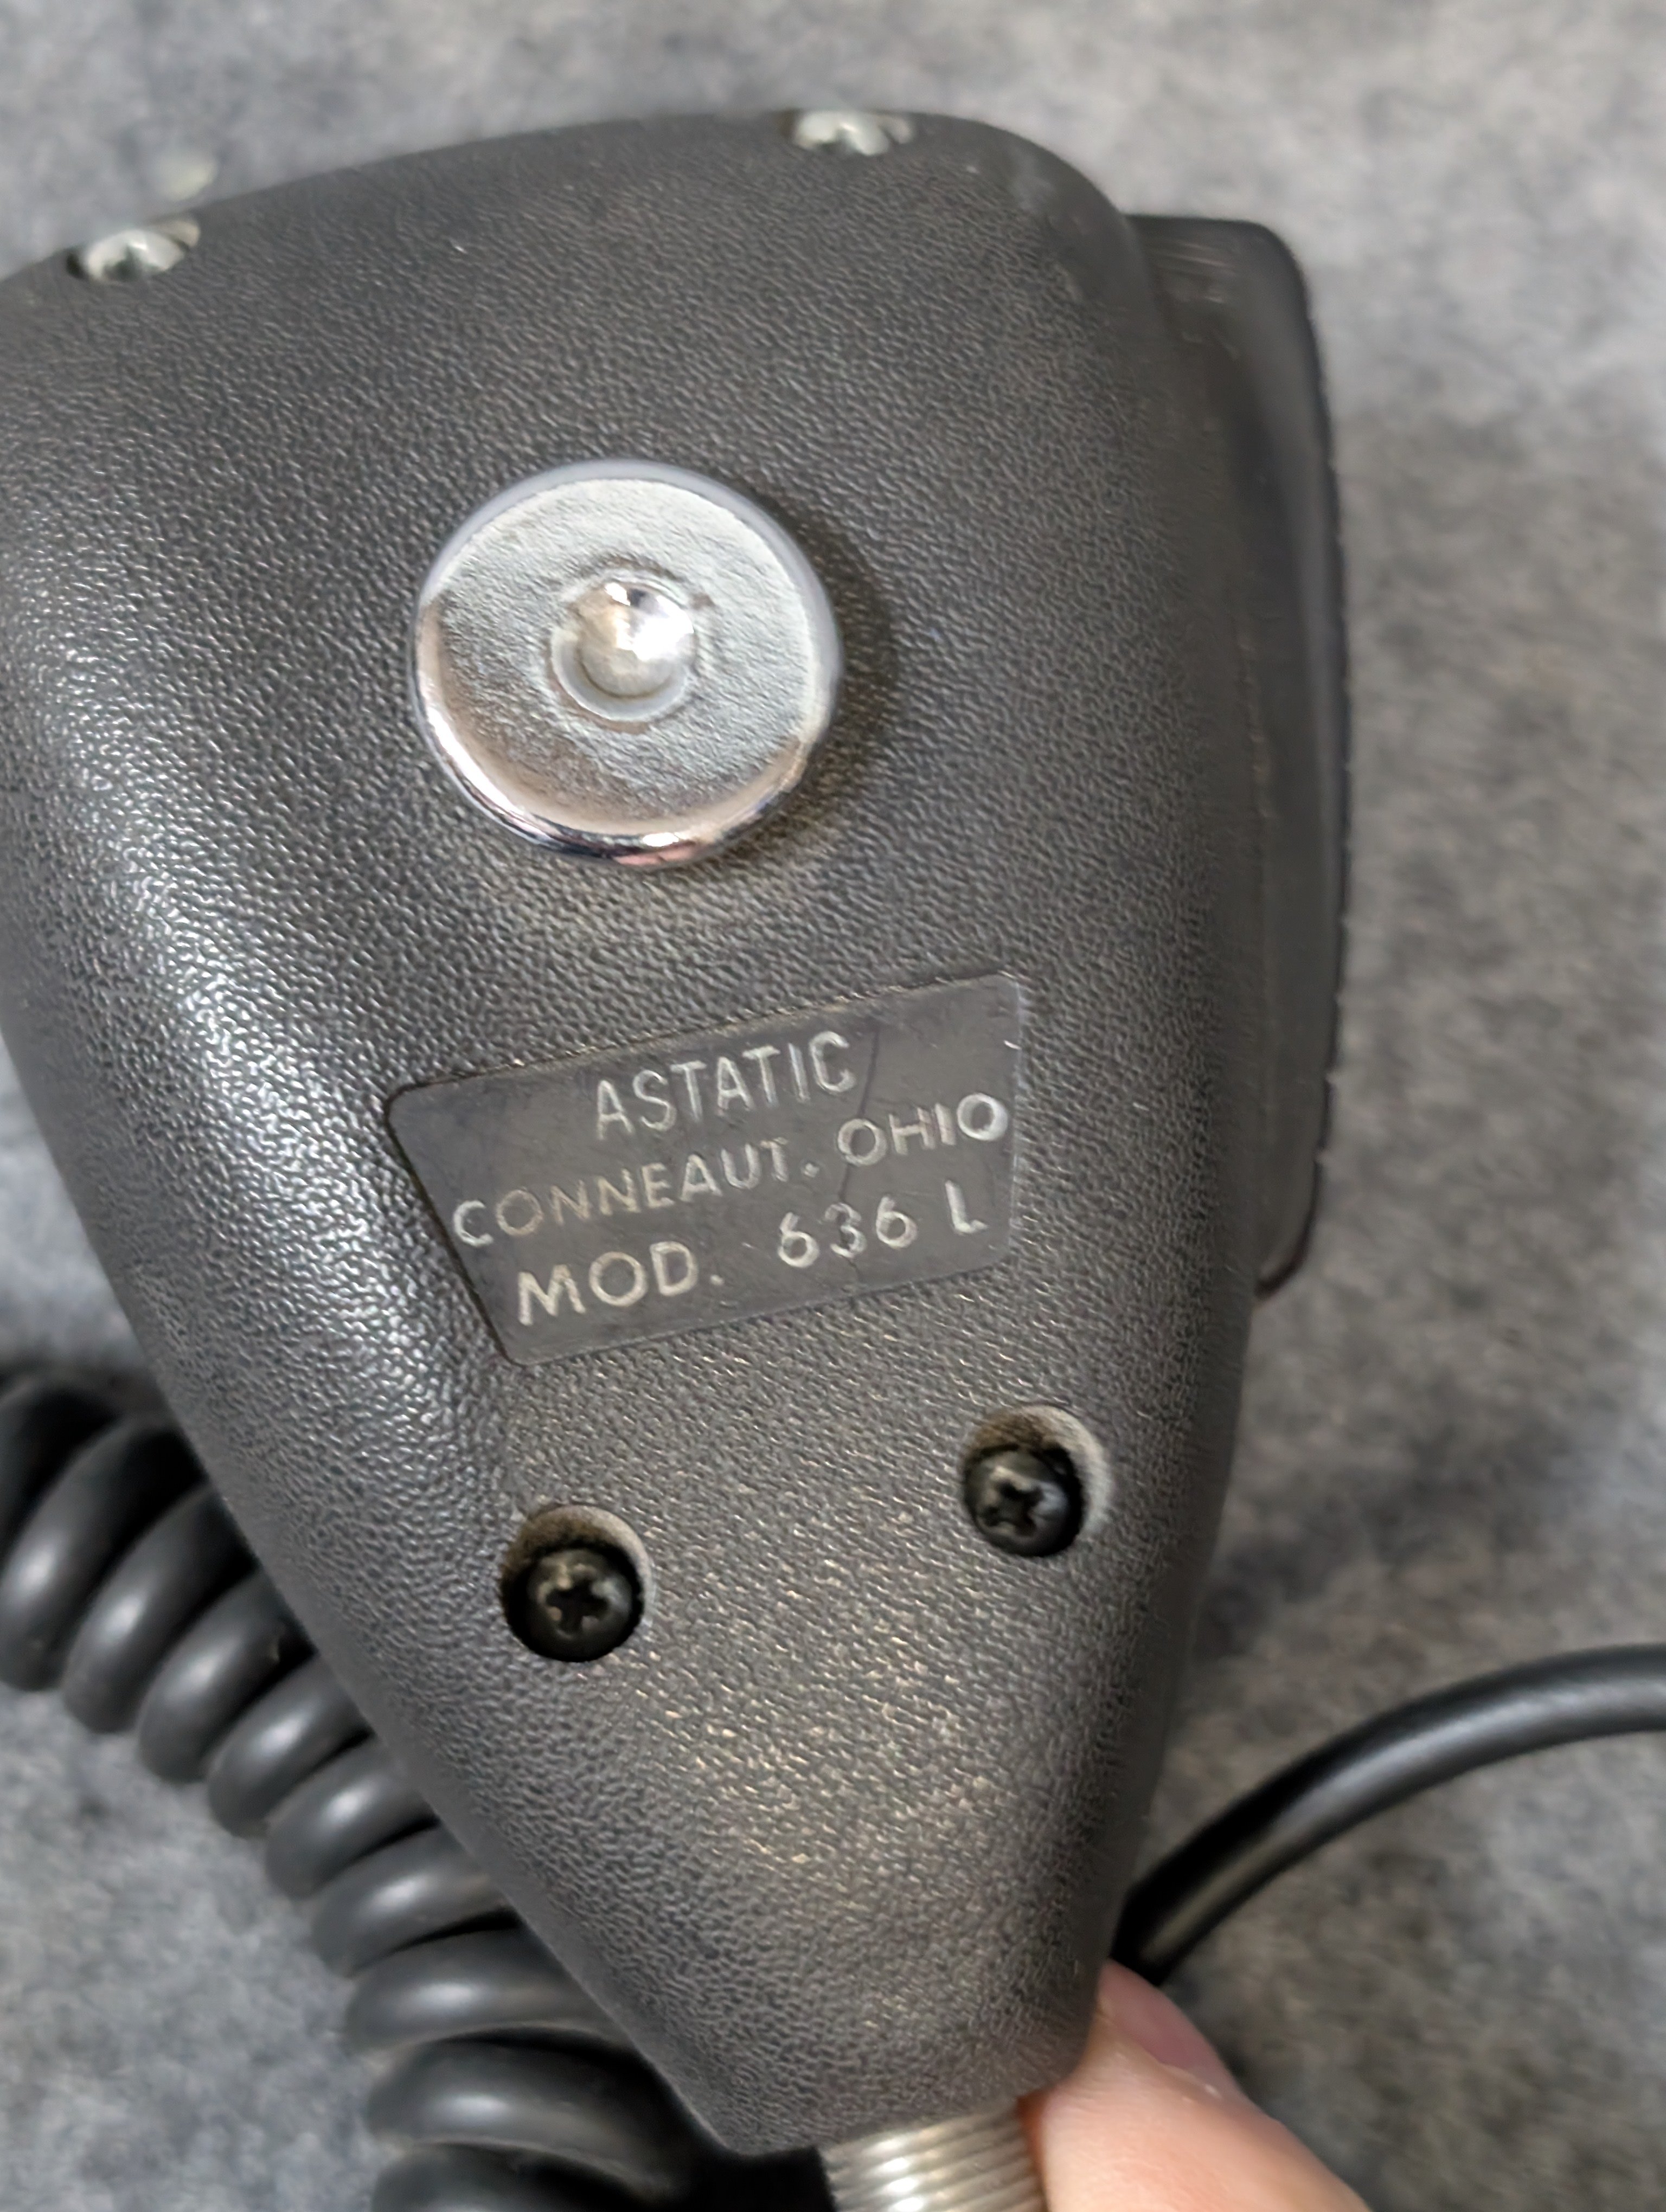 ASTATIC
CONNEAUT. OHIO
MOD. 636 L